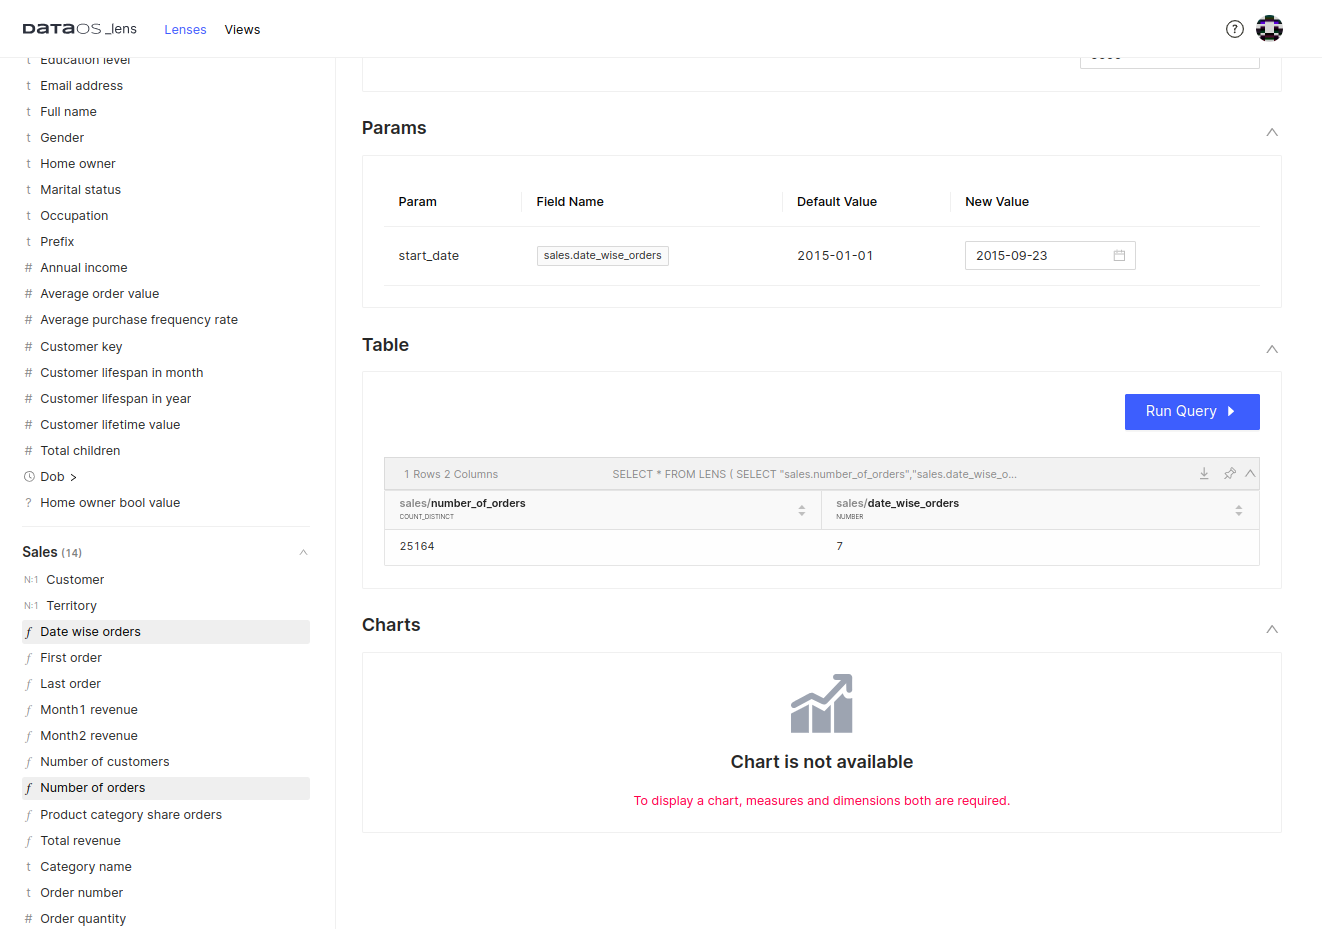 DATAOS _lens
Lenses
Views
?
t Education level
t Email address
t Full name
t Gender
t Home owner
t Marital status
t Occupation
t Prefix
# Annual income
# Average order value
# Average purchase frequency rate
# Customer key
# Customer lifespan in month
# Customer lifespan in year
# Customer lifetime value
# Total children
Dob >
? Home owner bool value
Sales (14)
N:1 Customer
N:1 Territory
f Date wise orders
f First order
f Last order
f Month1 revenue
f Month2 revenue
f Number of customers
f Number of orders
f Product category share orders
f Total revenue
t Category name
t Order number
# Order quantity
Params
Param Field Name Default Value New Value
start_date sales.date_wise_orders 2015-01-01 2015-09-23
Table
Run Query
1 Rows 2 Columns SELECT * FROM LENS ( SELECT "sales.number_of_orders","sales.date_wise_o...
sales/number_of_orders sales/date_wise_orders
COUNT_DISTINCT NUMBER
25164 7
Charts
Chart is not available
To display a chart, measures and dimensions both are required.